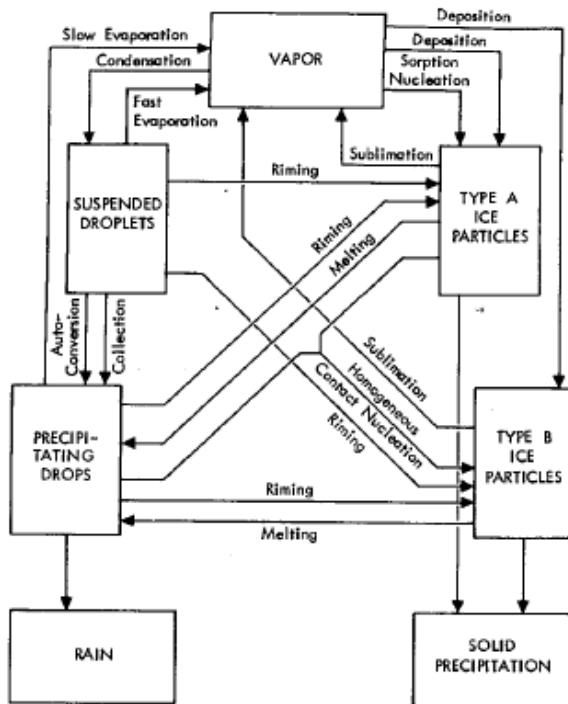 Deposition
Slow Evaporation
VAPOR
Deposition
Condensation
Sorption
Nucleation
Fast
Evaporation
Sublimation
SUSPENDED
DROPLETS
Riming
TYPE A
ICE
PARTICLES
Riming
Melting
Auto-
Conversion
Collection
Sublimation
Homogeneous
Contact Nucleation
Riming
PRECIPI-
TATING
DROPS
TYPE B
ICE
PARTICLES
Riming
Melting
RAIN
SOLID
PRECIPITATION